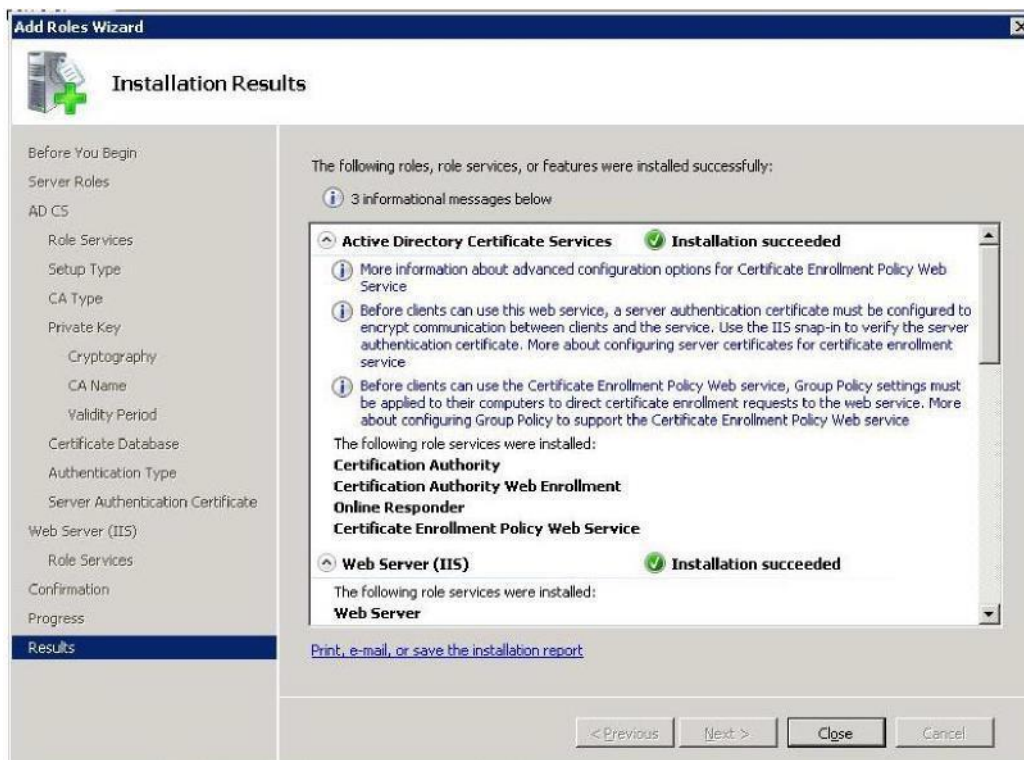 Add Roles Wizard
Installation Results
Before You Begin
Server Roles
AD CS
Role Services
Setup Type
CA Type
Private Key
Cryptography
CA Name
Validity Period
Certificate Database
Authentication Type
Server Authentication Certificate
Web Server (IIS)
Role Services
Confirmation
Progress
Results
The following roles, role services, or features were installed successfully:
3 informational messages below
Active Directory Certificate Services Installation succeeded
More information about advanced configuration options for Certificate Enrollment Policy Web
Service
Before clients can use this web service, a server authentication certificate must be configured to
encrypt communication between clients and the service. Use the IIS snap-in to verify the server
authentication certificate. More about configuring server certificates for certificate enrollment
service
Before clients can use the Certificate Enrollment Policy Web service, Group Policy settings must
be applied to their computers to direct certificate enrollment requests to the web service. More
about configuring Group Policy to support the Certificate Enrollment Policy Web service
The following role services were installed:
Certification Authority
Certification Authority Web Enrollment
Online Responder
Certificate Enrollment Policy Web Service
Web Server (IIS) Installation succeeded
The following role services were installed:
Web Server
Print, e-mail, or save the installation report
< Previous Next > Close Cancel